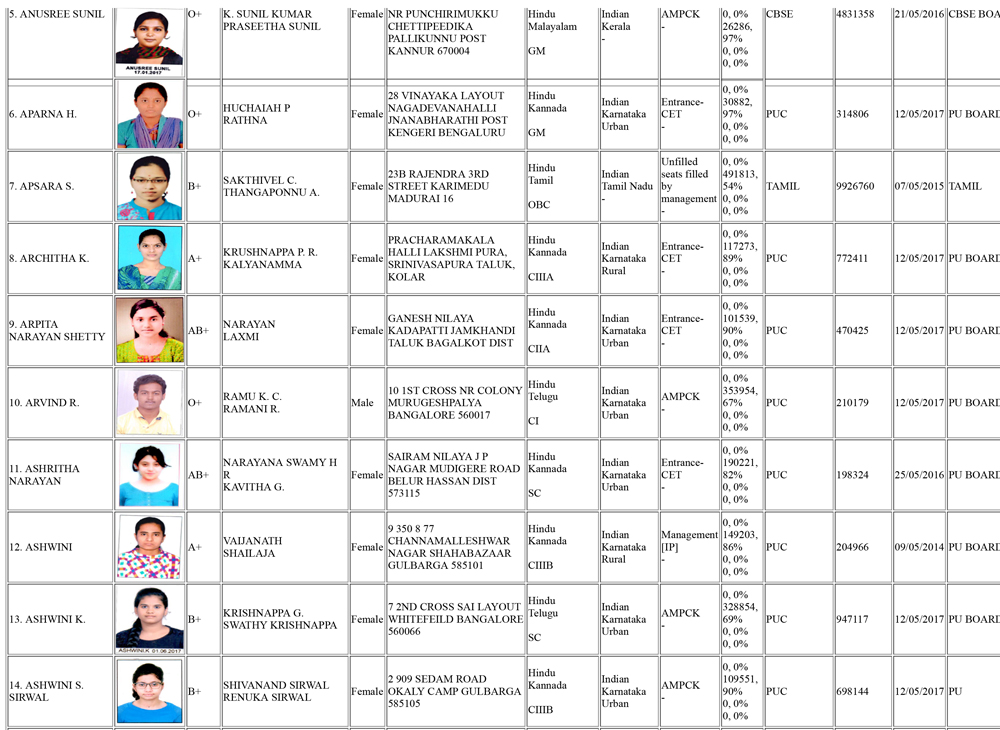 5. ANUSREE SUNIL
ANUSREE SUNIL
17.01.2017
O+
K. SUNIL KUMAR
PRASEETHA SUNIL
Female
NR PUNCHIRIMUKKU
CHETTIPEEDIKA
PALLIKUNNU POST
KANNUR 670004
Hindu
Malayalam
GM
Indian
Kerala
-
AMPCK
-
0, 0%
26286,
97%
0, 0%
0, 0%
CBSE
4831358
21/05/2016
CBSE BOA
6. APARNA H.
O+
HUCHAIAH P
RATHNA
Female
28 VINAYAKA LAYOUT
NAGADEVANAHALLI
JNANABHARATHI POST
KENGERI BENGALURU
Hindu
Kannada
GM
Indian
Karnataka
Urban
Entrance-
CET
-
0, 0%
30882,
97%
0, 0%
0, 0%
PUC
314806
12/05/2017
PU BOARD
7. APSARA S.
B+
SAKTHIVEL C.
THANGAPONNU A.
Female
23B RAJENDRA 3RD
STREET KARIMEDU
MADURAI 16
Hindu
Tamil
OBC
Indian
Tamil Nadu
-
Unfilled
seats filled
by
management
-
0, 0%
491813,
54%
0, 0%
0, 0%
TAMIL
9926760
07/05/2015
TAMIL
8. ARCHITHA K.
A+
KRUSHNAPPA P. R.
KALYANAMMA
Female
PRACHARAMAKALA
HALLI LAKSHMI PURA,
SRINIVASAPURA TALUK,
KOLAR
Hindu
Kannada
CIIIA
Indian
Karnataka
Rural
Entrance-
CET
-
0, 0%
117273,
89%
0, 0%
0, 0%
PUC
772411
12/05/2017
PU BOARD
9. ARPITA
NARAYAN SHETTY
AB+
NARAYAN
LAXMI
Female
GANESH NILAYA
KADAPATTI JAMKHANDI
TALUK BAGALKOT DIST
Hindu
Kannada
CIIA
Indian
Karnataka
Urban
Entrance-
CET
-
0, 0%
101539,
90%
0, 0%
0, 0%
PUC
470425
12/05/2017
PU BOARD
10. ARVIND R.
O+
RAMU K. C.
RAMANI R.
Male
10 1ST CROSS NR COLONY
MURUGESHPALYA
BANGALORE 560017
Hindu
Telugu
CI
Indian
Karnataka
Urban
AMPCK
-
0, 0%
353954,
67%
0, 0%
0, 0%
PUC
210179
12/05/2017
PU BOARD
11. ASHRITHA
NARAYAN
AB+
NARAYANA SWAMY H
R
KAVITHA G.
Female
SAIRAM NILAYA J P
NAGAR MUDIGERE ROAD
BELUR HASSAN DIST
573115
Hindu
Kannada
SC
Indian
Karnataka
Urban
Entrance-
CET
-
0, 0%
190221,
82%
0, 0%
0, 0%
PUC
198324
25/05/2016
PU BOARD
12. ASHWINI
A+
VAIJANATH
SHAILAJA
Female
9 350 8 77
CHANNAMALLESHWAR
NAGAR SHAHABAZAAR
GULBARGA 585101
Hindu
Kannada
CIIIB
Indian
Karnataka
Rural
Management
[IP]
-
0, 0%
149203,
86%
0, 0%
0, 0%
PUC
204966
09/05/2014
PU BOARD
13. ASHWINI K.
ASHWINI.K 01.06.2017
B+
KRISHNAPPA G.
SWATHY KRISHNAPPA
Female
7 2ND CROSS SAI LAYOUT
WHITEFEILD BANGALORE
560066
Hindu
Telugu
SC
Indian
Karnataka
Urban
AMPCK
-
0, 0%
328854,
69%
0, 0%
0, 0%
PUC
947117
12/05/2017
PU BOARD
14. ASHWINI S.
SIRWAL
B+
SHIVANAND SIRWAL
RENUKA SIRWAL
Female
2 909 SEDAM ROAD
OKALY CAMP GULBARGA
585105
Hindu
Kannada
CIIIB
Indian
Karnataka
Urban
AMPCK
-
0, 0%
109551,
90%
0, 0%
0, 0%
PUC
698144
12/05/2017
PU